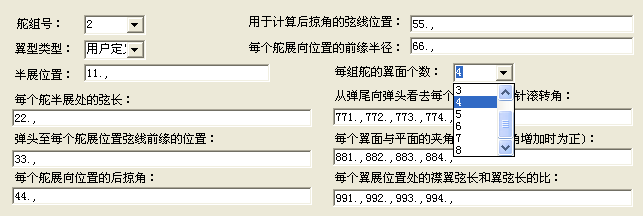 舵组号： 2
用于计算后掠角的弦线位置： 55.,
翼型类型： 用户定
每个舵展向位置的前缘半径： 66.,
半展位置： 11.,
每组舵的翼面个数： 4
每个舵半展处的弦长：
22.,
弹头至每个舵展向位置弦线前缘的位置：
33.,
每个舵展向位置的后掠角：
44.,
3
4
5
6
7
8
从弹尾向弹头看去每个 针滚转角：
771.,772.,773.,774.,
每个翼面与平面的夹角 角增加时为正)：
881.,882.,883.,884.,
每个翼展位置处的襟翼弦长和翼弦长的比：
991.,992.,993.,994.,